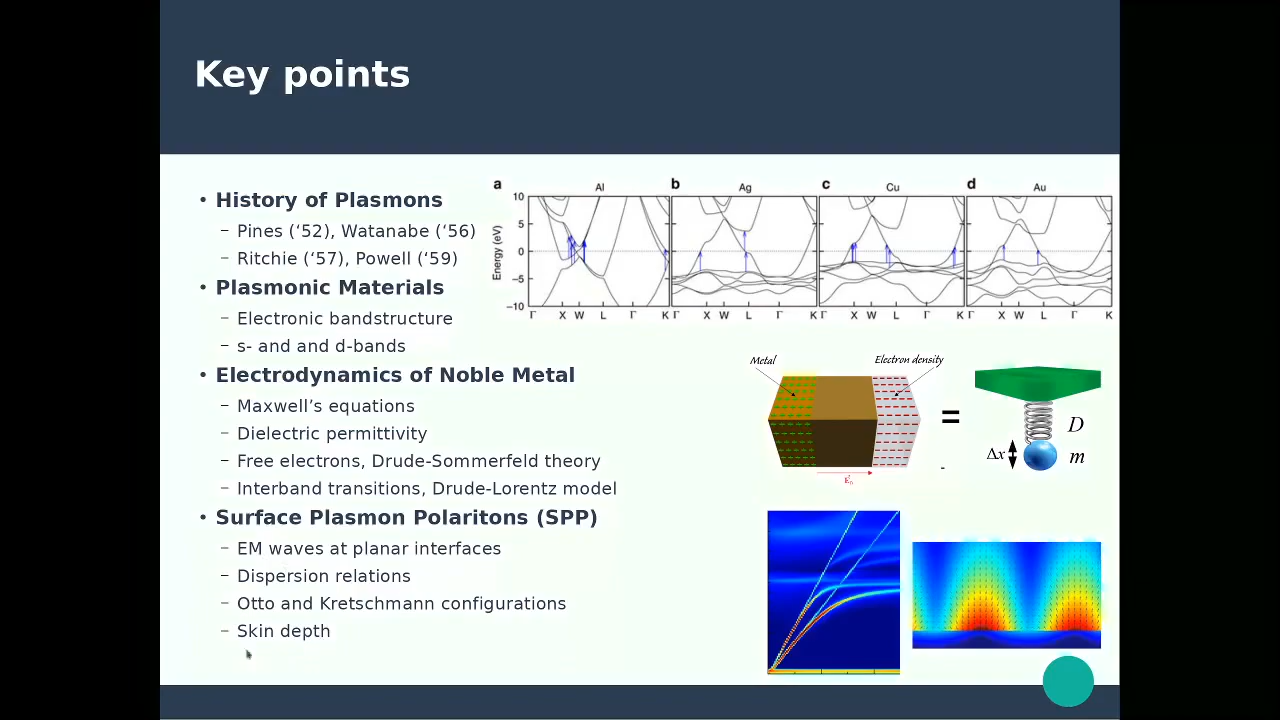 Key points
• History of Plasmons
– Pines (‘52), Watanabe (‘56)
– Ritchie (‘57), Powell (‘59)
• Plasmonic Materials
– Electronic bandstructure
– s- and and d-bands
• Electrodynamics of Noble Metal
– Maxwell’s equations
– Dielectric permittivity
– Free electrons, Drude-Sommerfeld theory
– Interband transitions, Drude-Lorentz model
• Surface Plasmon Polaritons (SPP)
– EM waves at planar interfaces
– Dispersion relations
– Otto and Kretschmann configurations
– Skin depth
a Al b Ag c Cu d Au
Energy (eV)
10
5
0
−5
−10
Γ X W L Γ K Γ X W L Γ K Γ X W L Γ K Γ X W L Γ K
Metal
Electron density
=
D
Δx
m